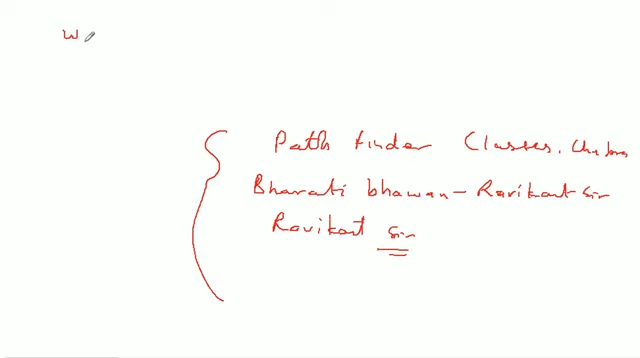 W
Path finder Classes.
Bharati bhawan - Ravikant sir
Ravikant sir